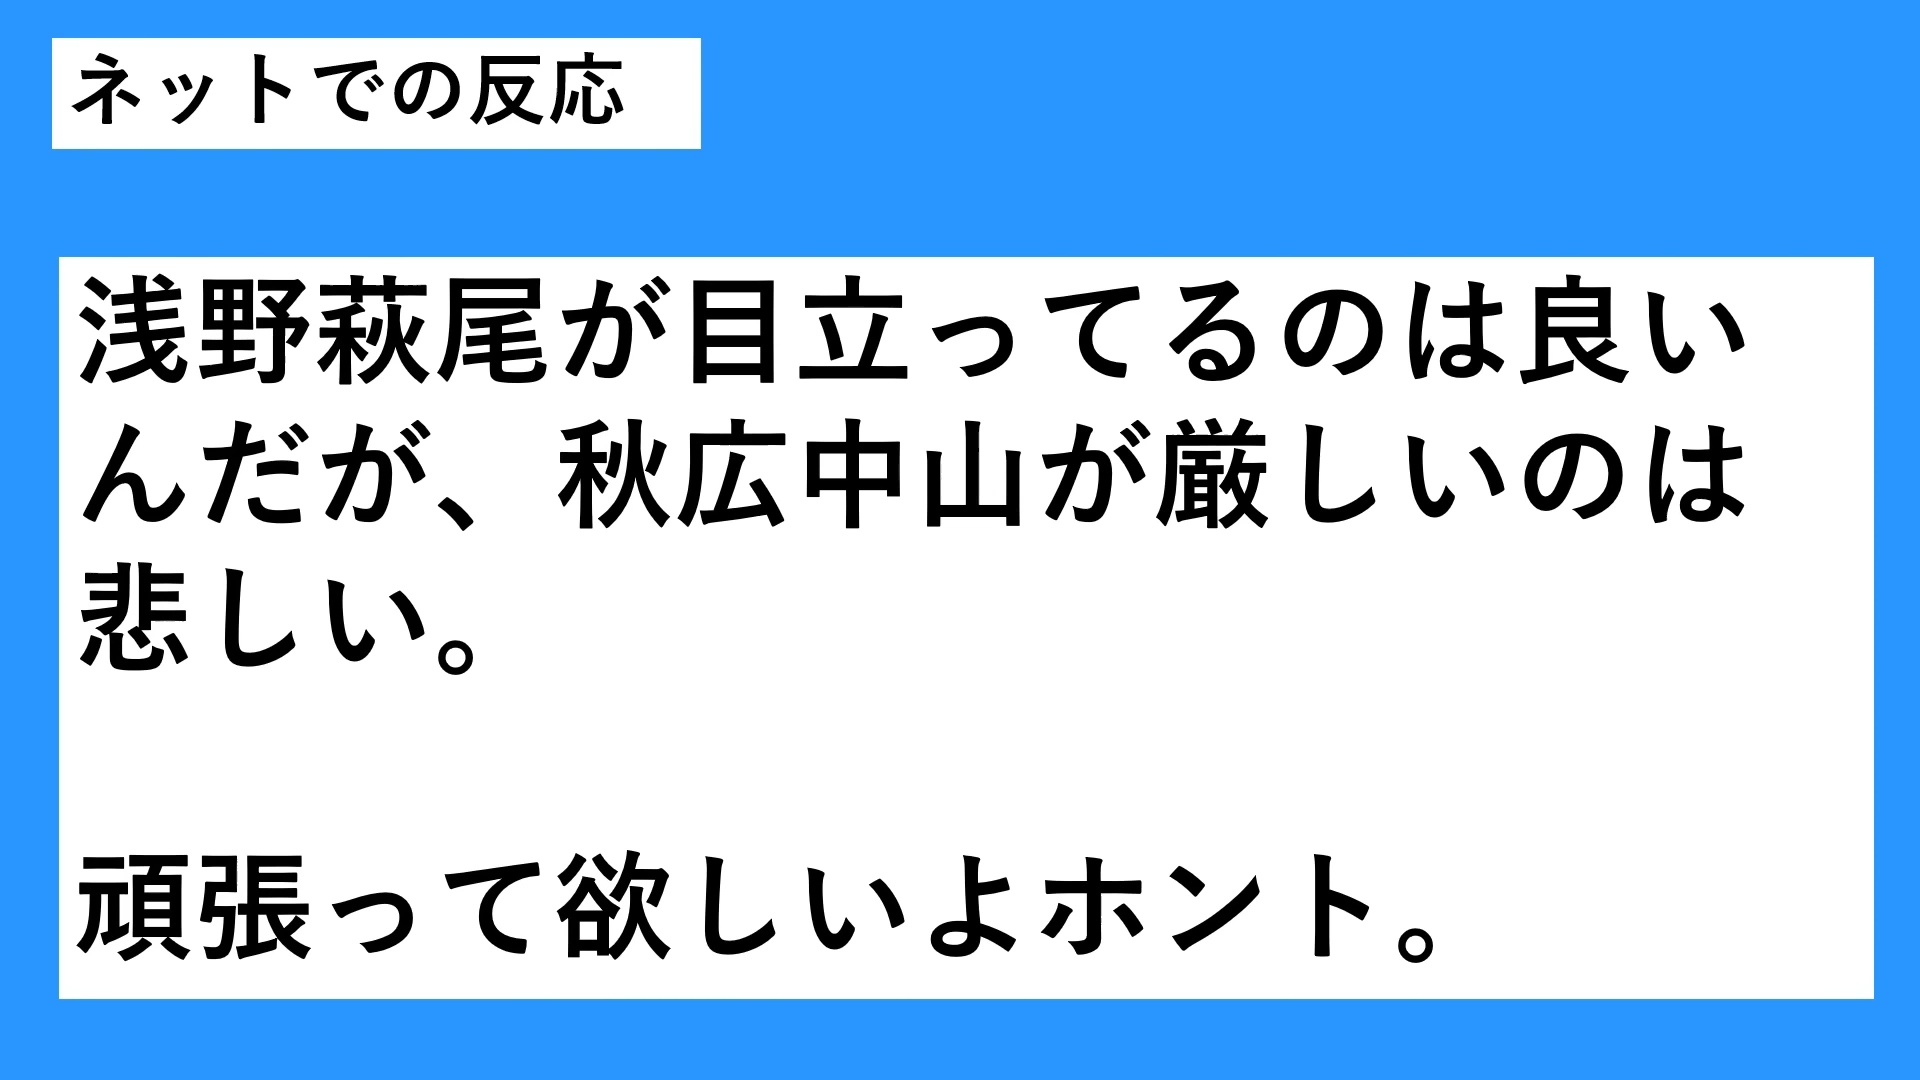 ネットでの反応
浅野萩尾が目立ってるのは良い
んだが、秋広中山が厳しいのは
悲しい。
頑張って欲しいよホント。